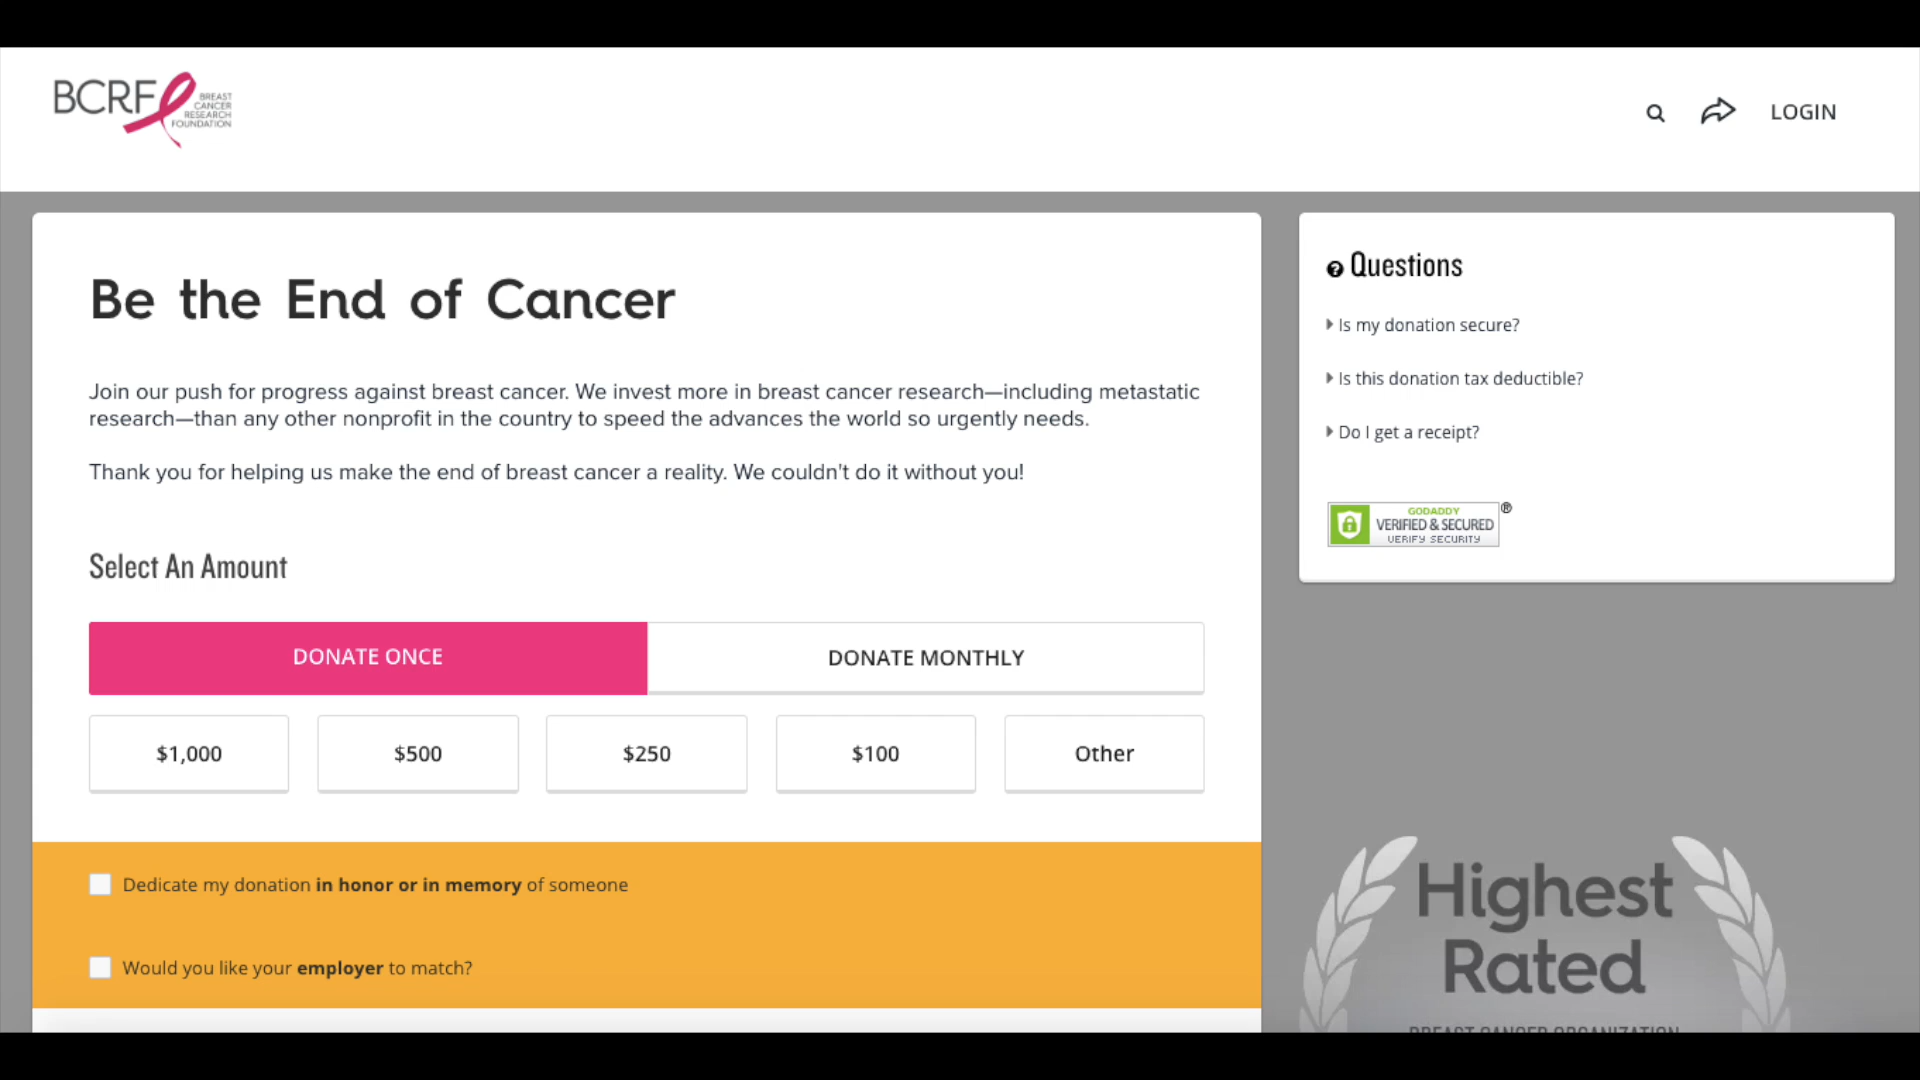 BCRF
BREAST
CANCER
RESEARCH
FOUNDATION
LOGIN
Be the End of Cancer
Join our push for progress against breast cancer. We invest more in breast cancer research—including metastatic
research—than any other nonprofit in the country to speed the advances the world so urgently needs.
Thank you for helping us make the end of breast cancer a reality. We couldn't do it without you!
Select An Amount
DONATE ONCE
DONATE MONTHLY
$1,000
$500
$250
$100
Other
Dedicate my donation in honor or in memory of someone
Would you like your employer to match?
Questions
Is my donation secure?
Is this donation tax deductible?
Do I get a receipt?
GODADDY
VERIFIED & SECURED
VERIFY SECURITY
®
Highest
Rated
BREAST CANCER ORGANIZATION